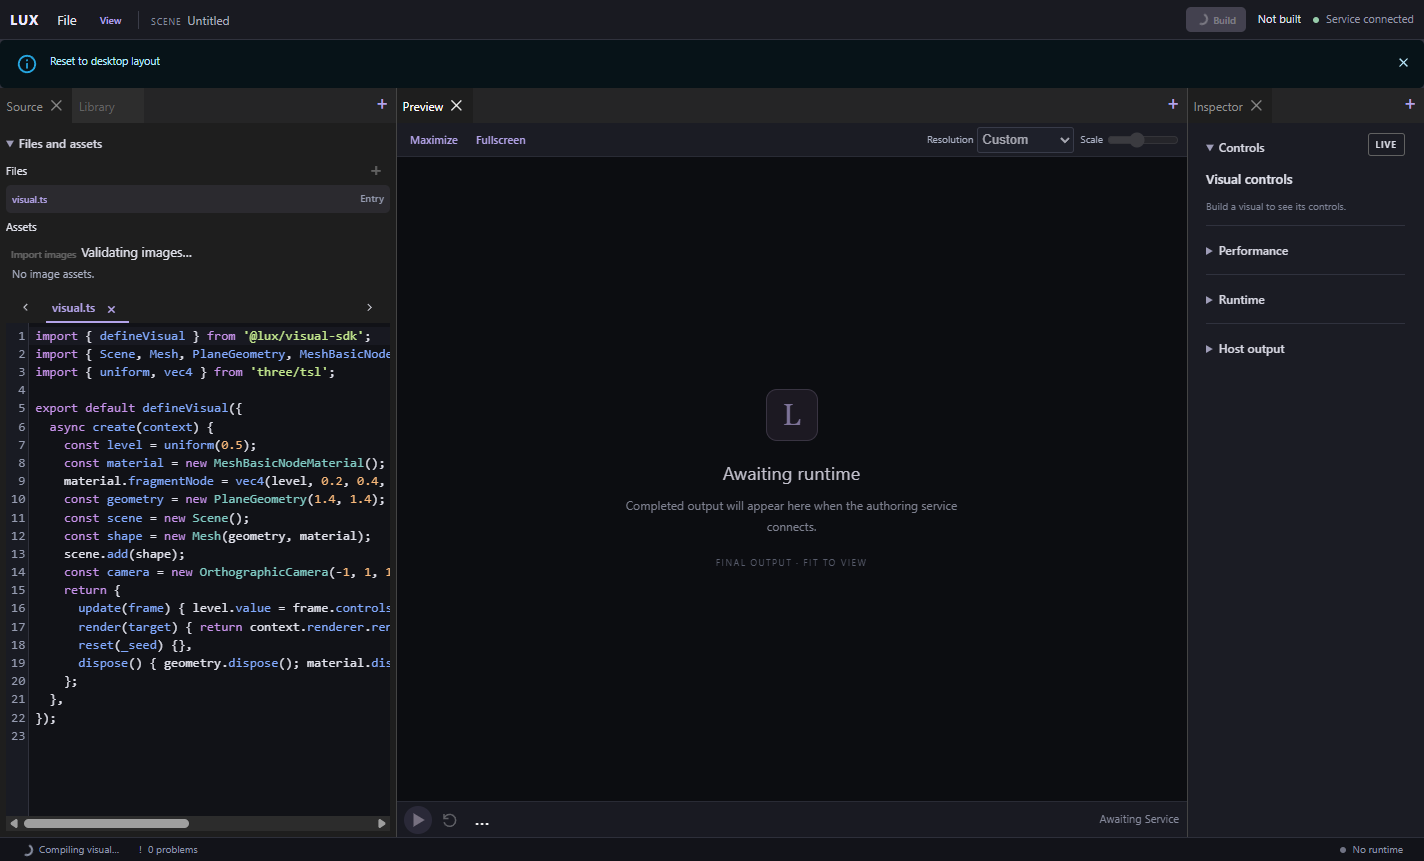 LUX File View SCENE Untitled Build Not built Service connected
Reset to desktop layout
Source Library + Preview + Inspector +
Maximize Fullscreen Resolution Custom Scale
Files and assets
Files +
visual.ts Entry
Assets
Import images Validating images...
No image assets.
visual.ts
1 import { defineVisual } from '@lux/visual-sdk';
2 import { Scene, Mesh, PlaneGeometry, MeshBasicNode
3 import { uniform, vec4 } from 'three/tsl';
4
5 export default defineVisual({
6 async create(context) {
7 const level = uniform(0.5);
8 const material = new MeshBasicNodeMaterial();
9 material.fragmentNode = vec4(level, 0.2, 0.4,
10 const geometry = new PlaneGeometry(1.4, 1.4);
11 const scene = new Scene();
12 const shape = new Mesh(geometry, material);
13 scene.add(shape);
14 const camera = new OrthographicCamera(-1, 1, 1
15 return {
16 update(frame) { level.value = frame.controls
17 render(target) { return context.renderer.ren
18 reset(_seed) {},
19 dispose() { geometry.dispose(); material.dis
20 };
21 },
22 });
23
L
Awaiting runtime
Completed output will appear here when the authoring service
connects.
FINAL OUTPUT · FIT TO VIEW
... Awaiting Service
Controls LIVE
Visual controls
Build a visual to see its controls.
Performance
Runtime
Host output
Compiling visual... ! 0 problems No runtime